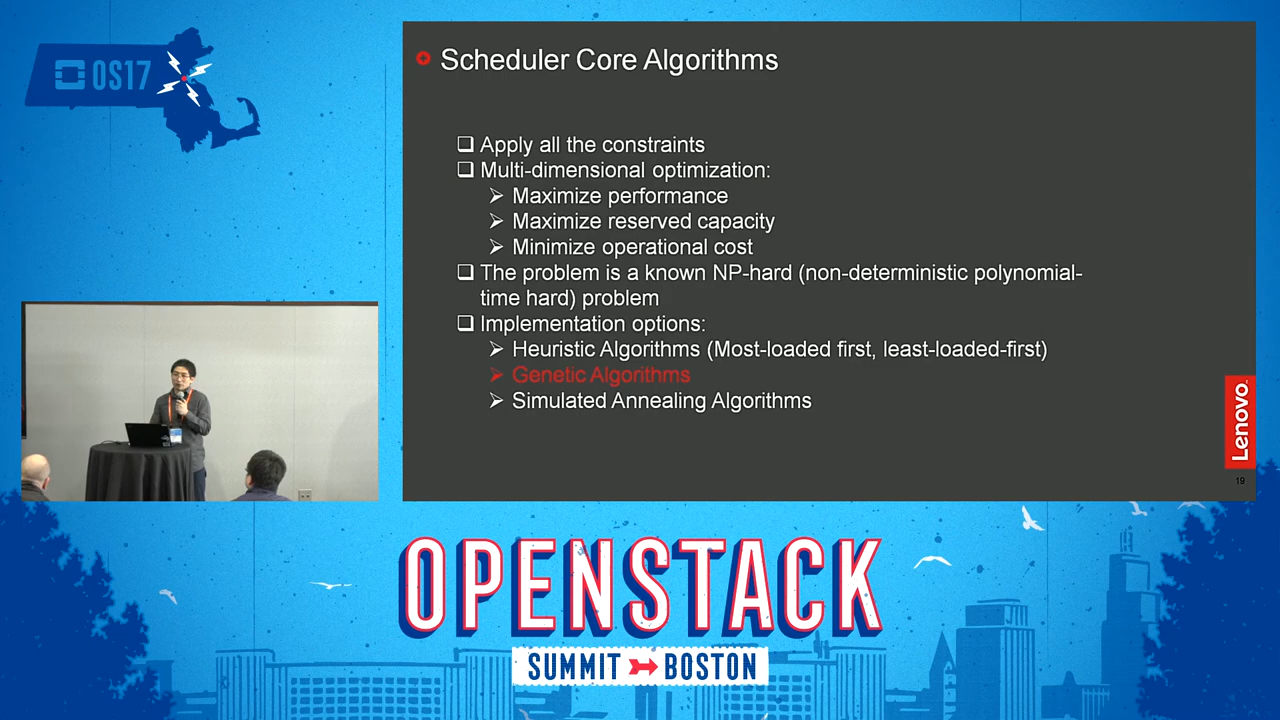 OS17
Scheduler Core Algorithms
Apply all the constraints
Multi-dimensional optimization:
Maximize performance
Maximize reserved capacity
Minimize operational cost
The problem is a known NP-hard (non-deterministic polynomial-
time hard) problem
Implementation options:
Heuristic Algorithms (Most-loaded first, least-loaded-first)
Genetic Algorithms
Simulated Annealing Algorithms
Lenovo
19
OPENSTACK
SUMMIT BOSTON